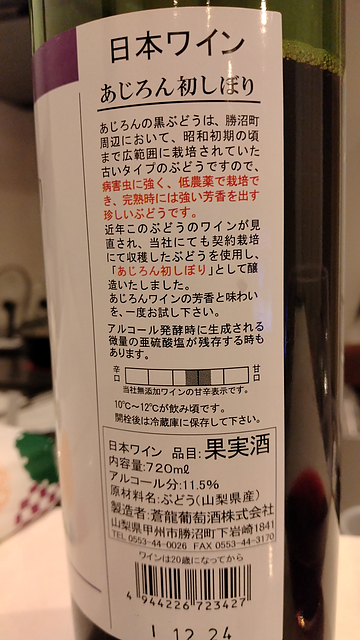 日本ワイン
あじろん初しぼり
あじろんの黒ぶどうは、勝沼町
周辺において、昭和初期の頃
まで広範囲に栽培されていた
古いタイプのぶどうですので、
病害虫に強く、低農薬で栽培で
き、完熟時には強い芳香を出す
珍しいぶどうです。
近年このぶどうのワインが見
直され、当社にても契約栽培
にて収穫したぶどうを使用し、
「あじろん初しぼり」として醸
造いたしました。
あじろんワインの芳香と味わい
を、一度お試し下さい。
アルコール発酵時に生成される
微量の亜硫酸塩が残存する時も
あります。
辛口 甘口
当社無添加ワインの甘辛表示です。
10℃〜12℃が飲み頃です。
開栓後は冷蔵庫に保存して下さい。
日本ワイン 品目:果実酒
内容量:720mℓ
アルコール分:11.5%
原材料名:ぶどう(山梨県産)
製造者:蒼龍葡萄酒株式会社
山梨県甲州市勝沼町下岩崎1841
TEL 0553-44-0026 FAX 0553-44-3170
ワインは20歳になってから
4 944226 723427
1 12 24